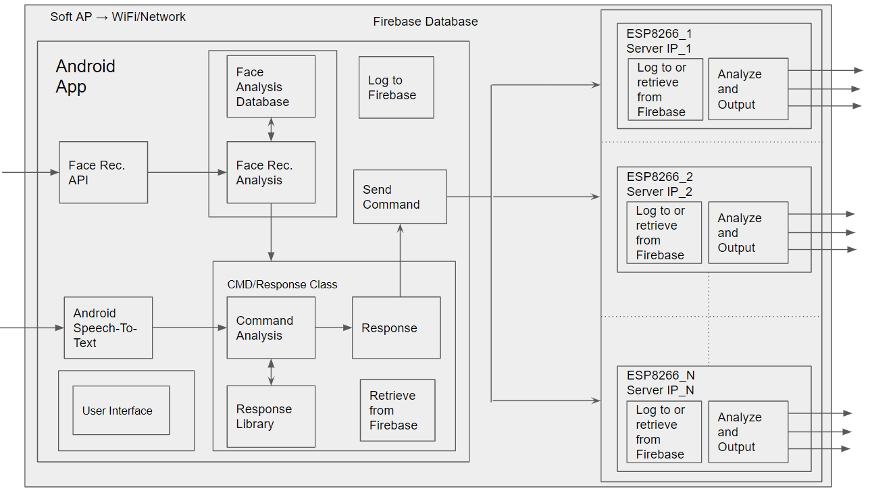 Soft AP → WiFi/Network
Firebase Database
Android
App
Face
Analysis
Database
Log to
Firebase
Face Rec.
API
Face Rec.
Analysis
Send
Command
CMD/Response Class
Android
Speech-To-
Text
Command
Analysis
Response
User Interface
Response
Library
Retrieve
from
Firebase
ESP8266_1
Server IP_1
Log to or
retrieve
from
Firebase
Analyze
and
Output
ESP8266_2
Server IP_2
Log to or
retrieve
from
Firebase
Analyze
and
Output
ESP8266_N
Server IP_N
Log to or
retrieve
from
Firebase
Analyze
and
Output